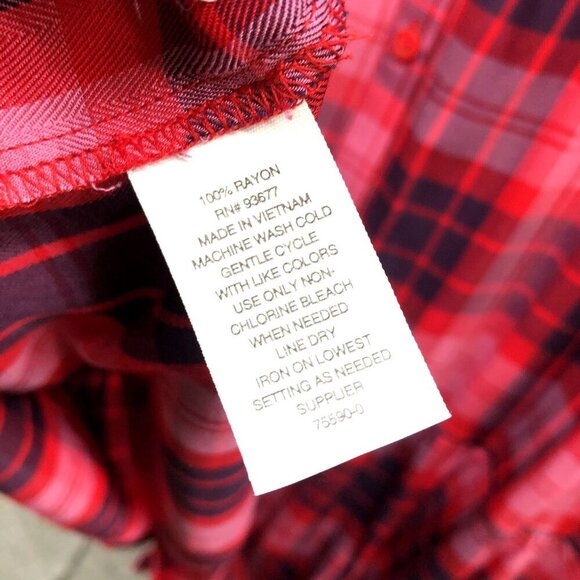 100% RAYON
RN# 93677
MADE IN VIETNAM
MACHINE WASH COLD
GENTLE CYCLE
WITH LIKE COLORS
USE ONLY NON-
CHLORINE BLEACH
WHEN NEEDED
LINE DRY
IRON ON LOWEST
SETTING AS NEEDED
SUPPLIER
75590-0